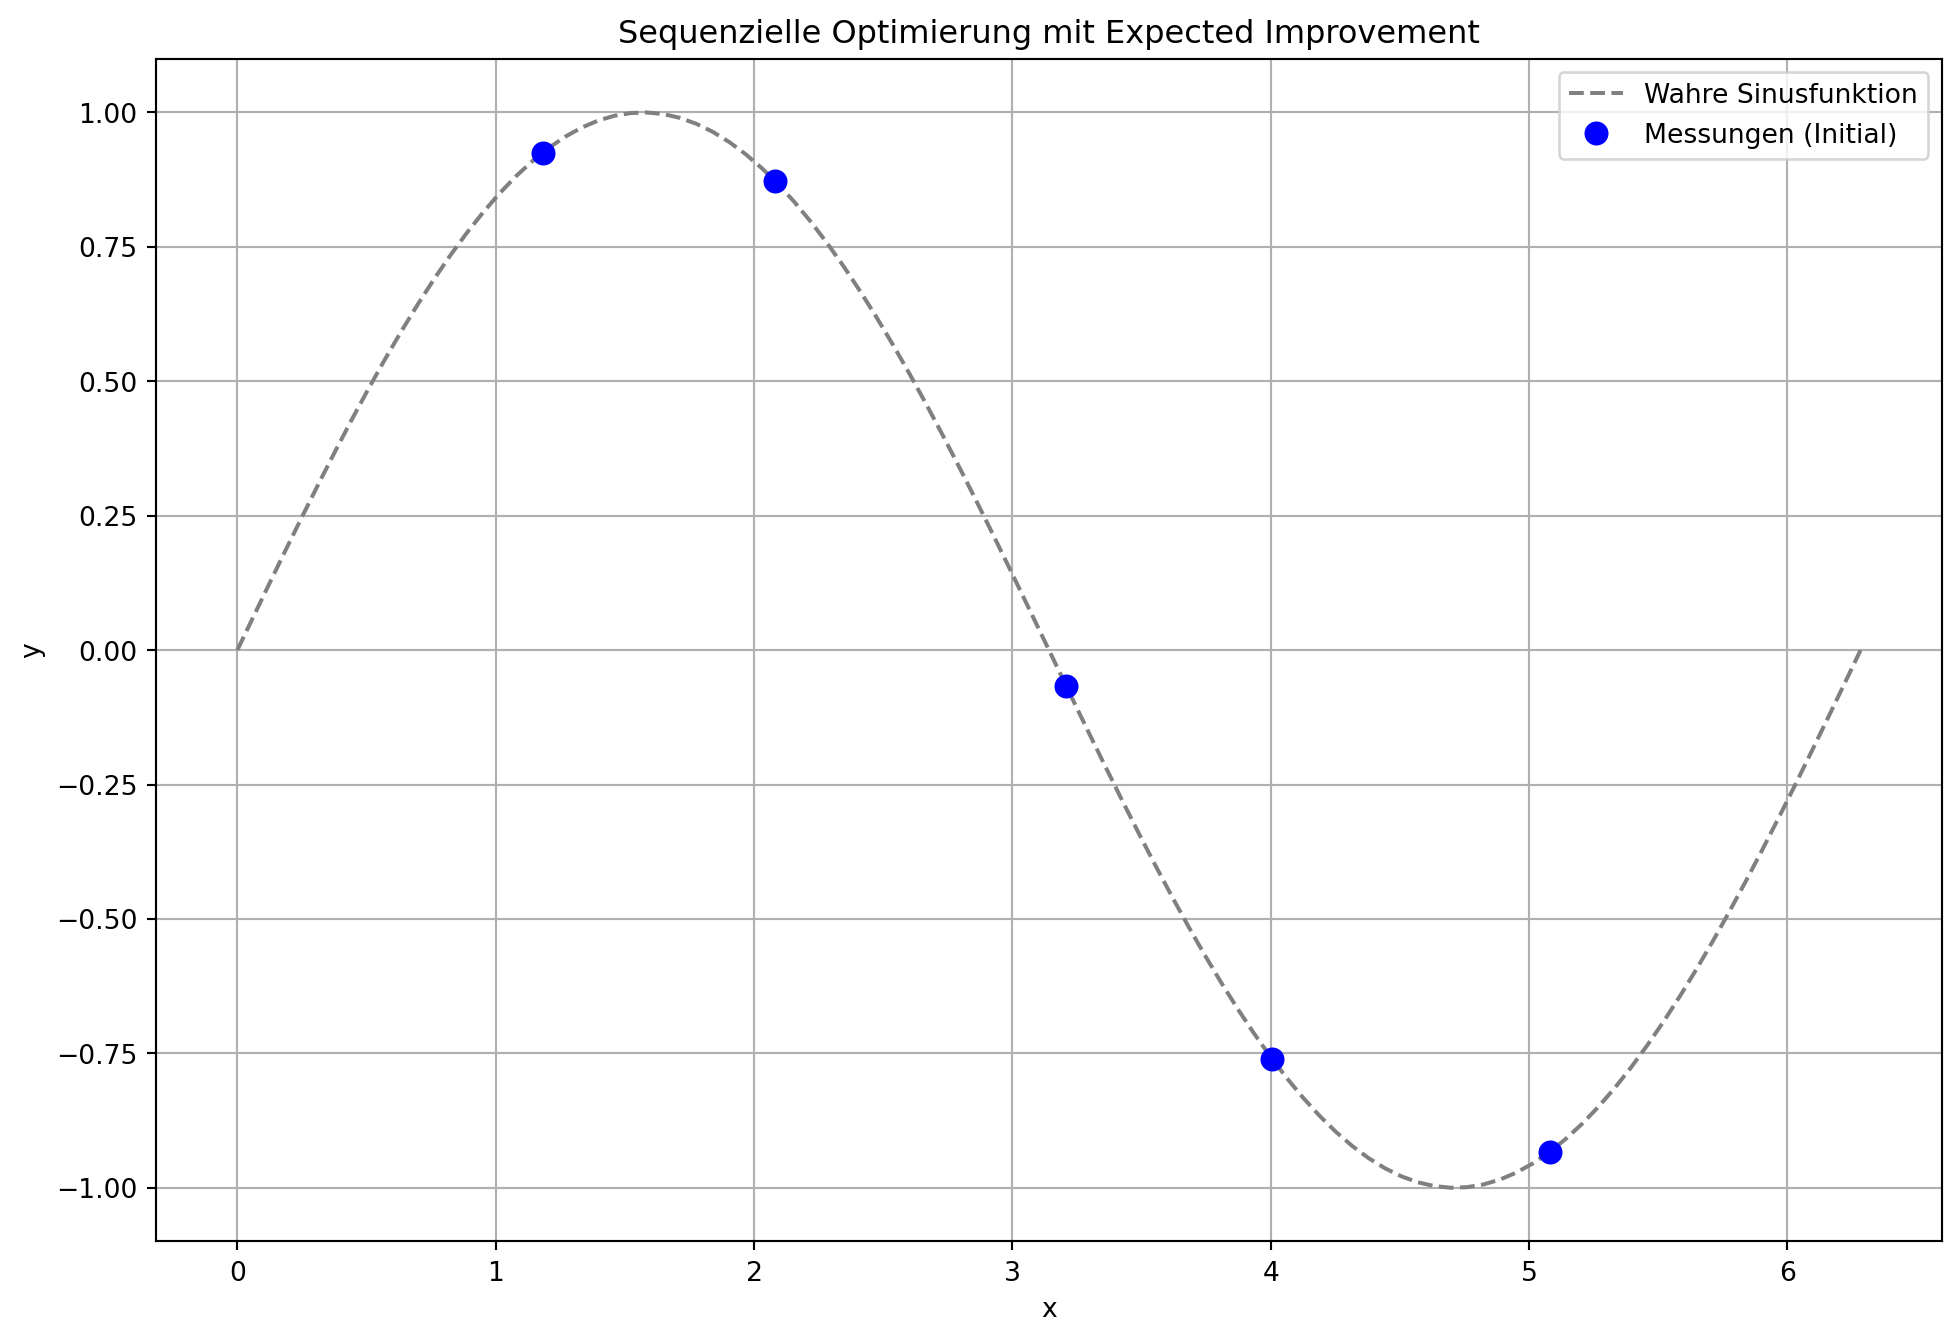 Sequenzielle Optimierung mit Expected Improvement
Wahre Sinusfunktion
Messungen (Initial)
1.00
0.75
0.50
0.25
0.00
−0.25
−0.50
−0.75
−1.00
y
0 1 2 3 4 5 6
x